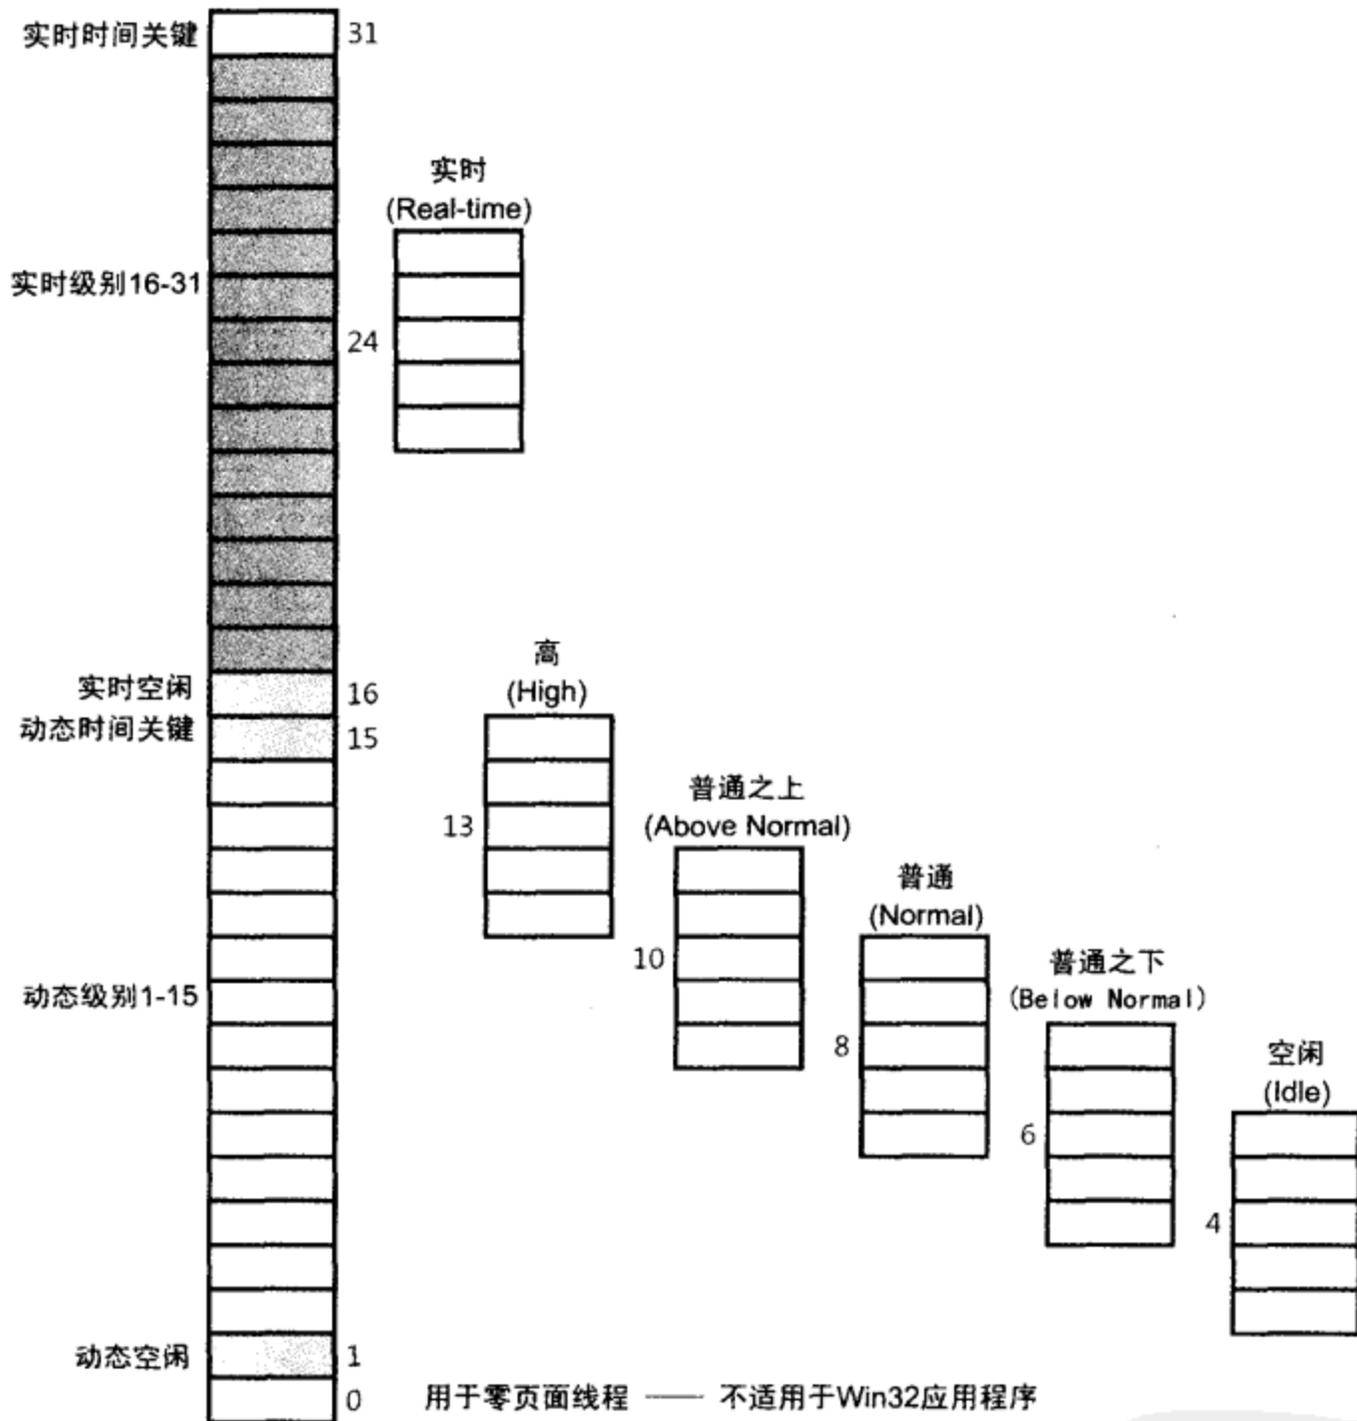 实时时间关键 31
实时
(Real-time)
实时级别16-31
24
高
(High)
实时空闲 16
动态时间关键 15
13
普通之上
(Above Normal)
普通
(Normal)
10
普通之下
(Below Normal)
动态级别1-15
8
空闲
(Idle)
6
4
动态空闲 1
0 用于零页面线程 —— 不适用于Win32应用程序